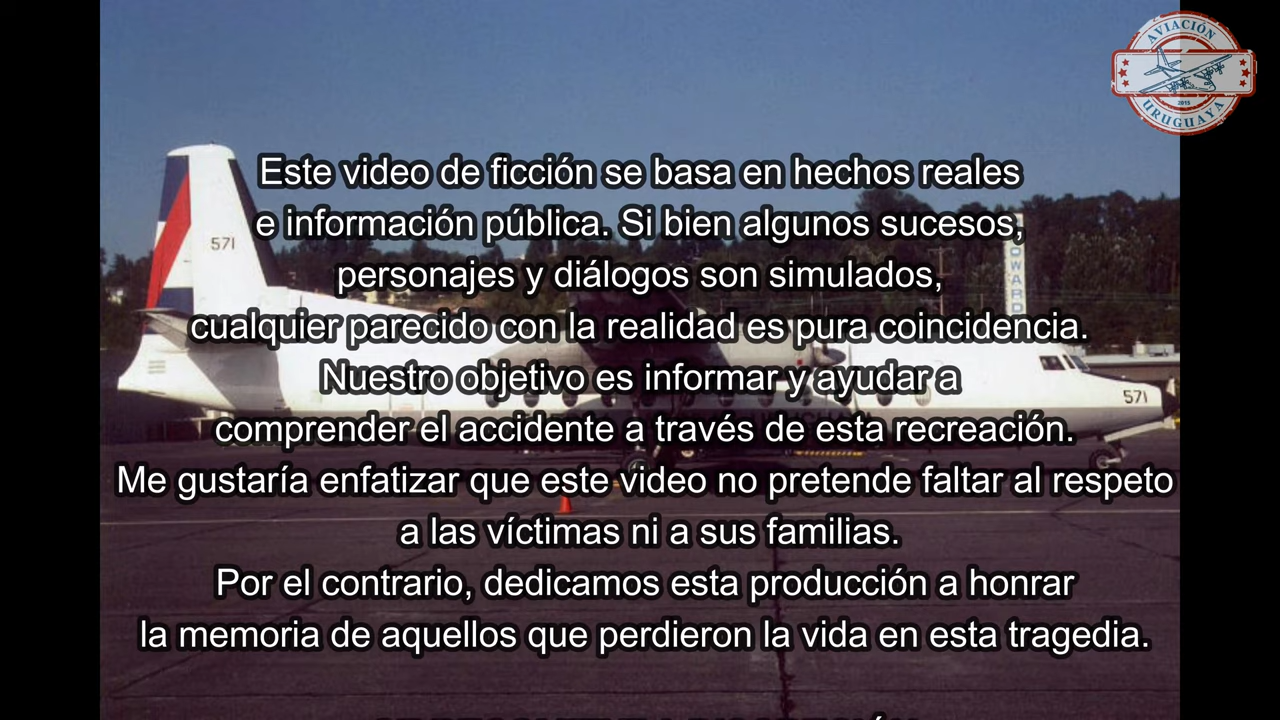 AVIACIÓN
2015
URUGUAYA
Este video de ficción se basa en hechos reales
e información pública. Si bien algunos sucesos,
571
personajes y diálogos son simulados,
OWARD
cualquier parecido con la realidad es pura coincidencia.
Nuestro objetivo es informar y ayudar a
571
comprender el accidente a través de esta recreación.
Me gustaría enfatizar que este video no pretende faltar al respeto
a las víctimas ni a sus familias.
Por el contrario, dedicamos esta producción a honrar
la memoria de aquellos que perdieron la vida en esta tragedia.